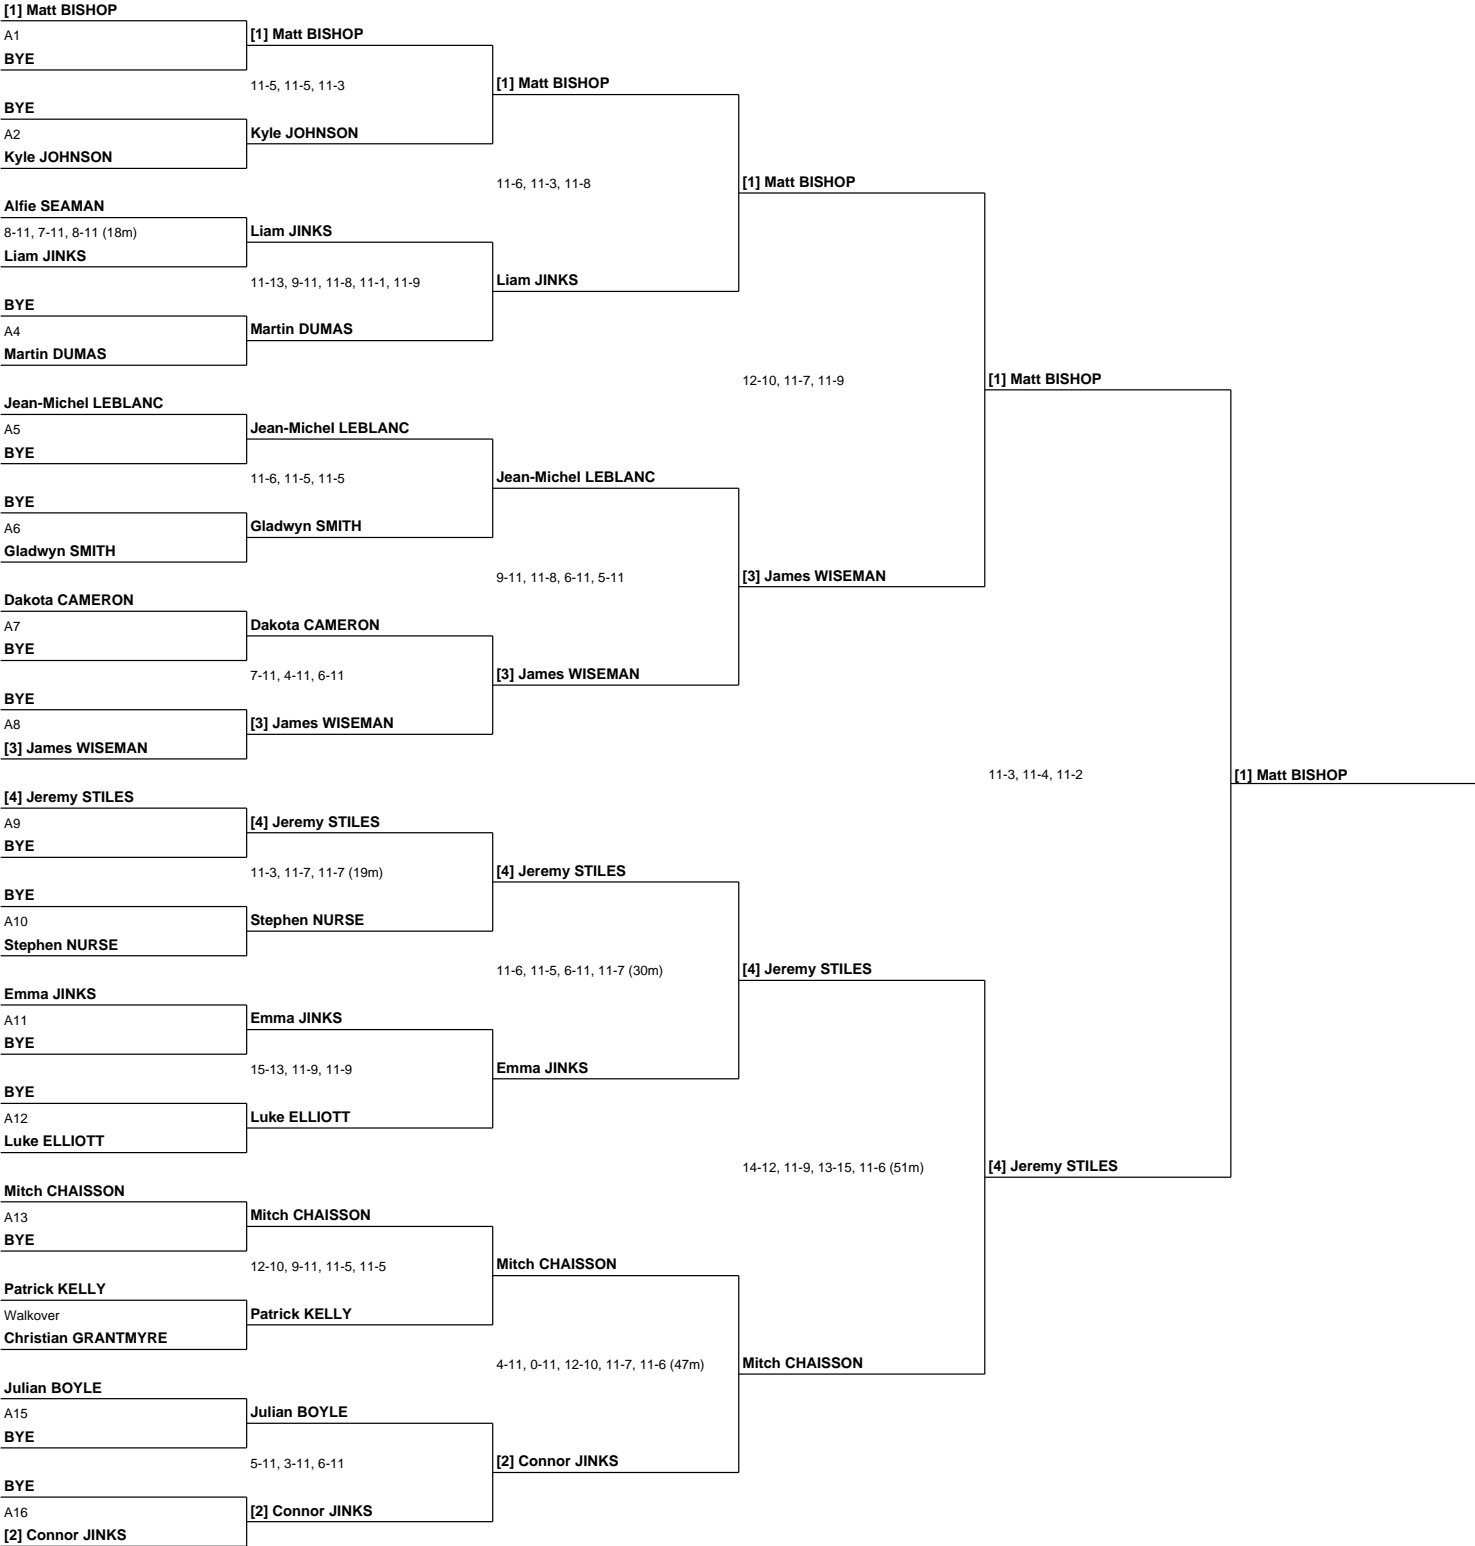 [1] Matt BISHOP
A1
BYE
BYE
A2
Kyle JOHNSON
Alfie SEAMAN
8-11, 7-11, 8-11 (18m)
Liam JINKS
BYE
A4
Martin DUMAS
Jean-Michel LEBLANC
A5
BYE
BYE
A6
Gladwyn SMITH
Dakota CAMERON
A7
BYE
BYE
A8
[3] James WISEMAN
[4] Jeremy STILES
A9
BYE
BYE
A10
Stephen NURSE
Emma JINKS
A11
BYE
BYE
A12
Luke ELLIOTT
Mitch CHAISSON
A13
BYE
Patrick KELLY
Walkover
Christian GRANTMYRE
Julian BOYLE
A15
BYE
BYE
A16
[2] Connor JINKS
[1] Matt BISHOP
11-5, 11-5, 11-3
Kyle JOHNSON
Liam JINKS
11-13, 9-11, 11-8, 11-1, 11-9
Martin DUMAS
Jean-Michel LEBLANC
11-6, 11-5, 11-5
Gladwyn SMITH
Dakota CAMERON
7-11, 4-11, 6-11
[3] James WISEMAN
[4] Jeremy STILES
11-3, 11-7, 11-7 (19m)
Stephen NURSE
Emma JINKS
15-13, 11-9, 11-9
Luke ELLIOTT
Mitch CHAISSON
12-10, 9-11, 11-5, 11-5
Patrick KELLY
Julian BOYLE
5-11, 3-11, 6-11
[2] Connor JINKS
[1] Matt BISHOP
11-6, 11-3, 11-8
Liam JINKS
Jean-Michel LEBLANC
9-11, 11-8, 6-11, 5-11
[3] James WISEMAN
[4] Jeremy STILES
11-6, 11-5, 6-11, 11-7 (30m)
Emma JINKS
Mitch CHAISSON
4-11, 0-11, 12-10, 11-7, 11-6 (47m)
[2] Connor JINKS
[1] Matt BISHOP
12-10, 11-7, 11-9
[3] James WISEMAN
[4] Jeremy STILES
14-12, 11-9, 13-15, 11-6 (51m)
Mitch CHAISSON
[1] Matt BISHOP
11-3, 11-4, 11-2
[4] Jeremy STILES
[1] Matt BISHOP